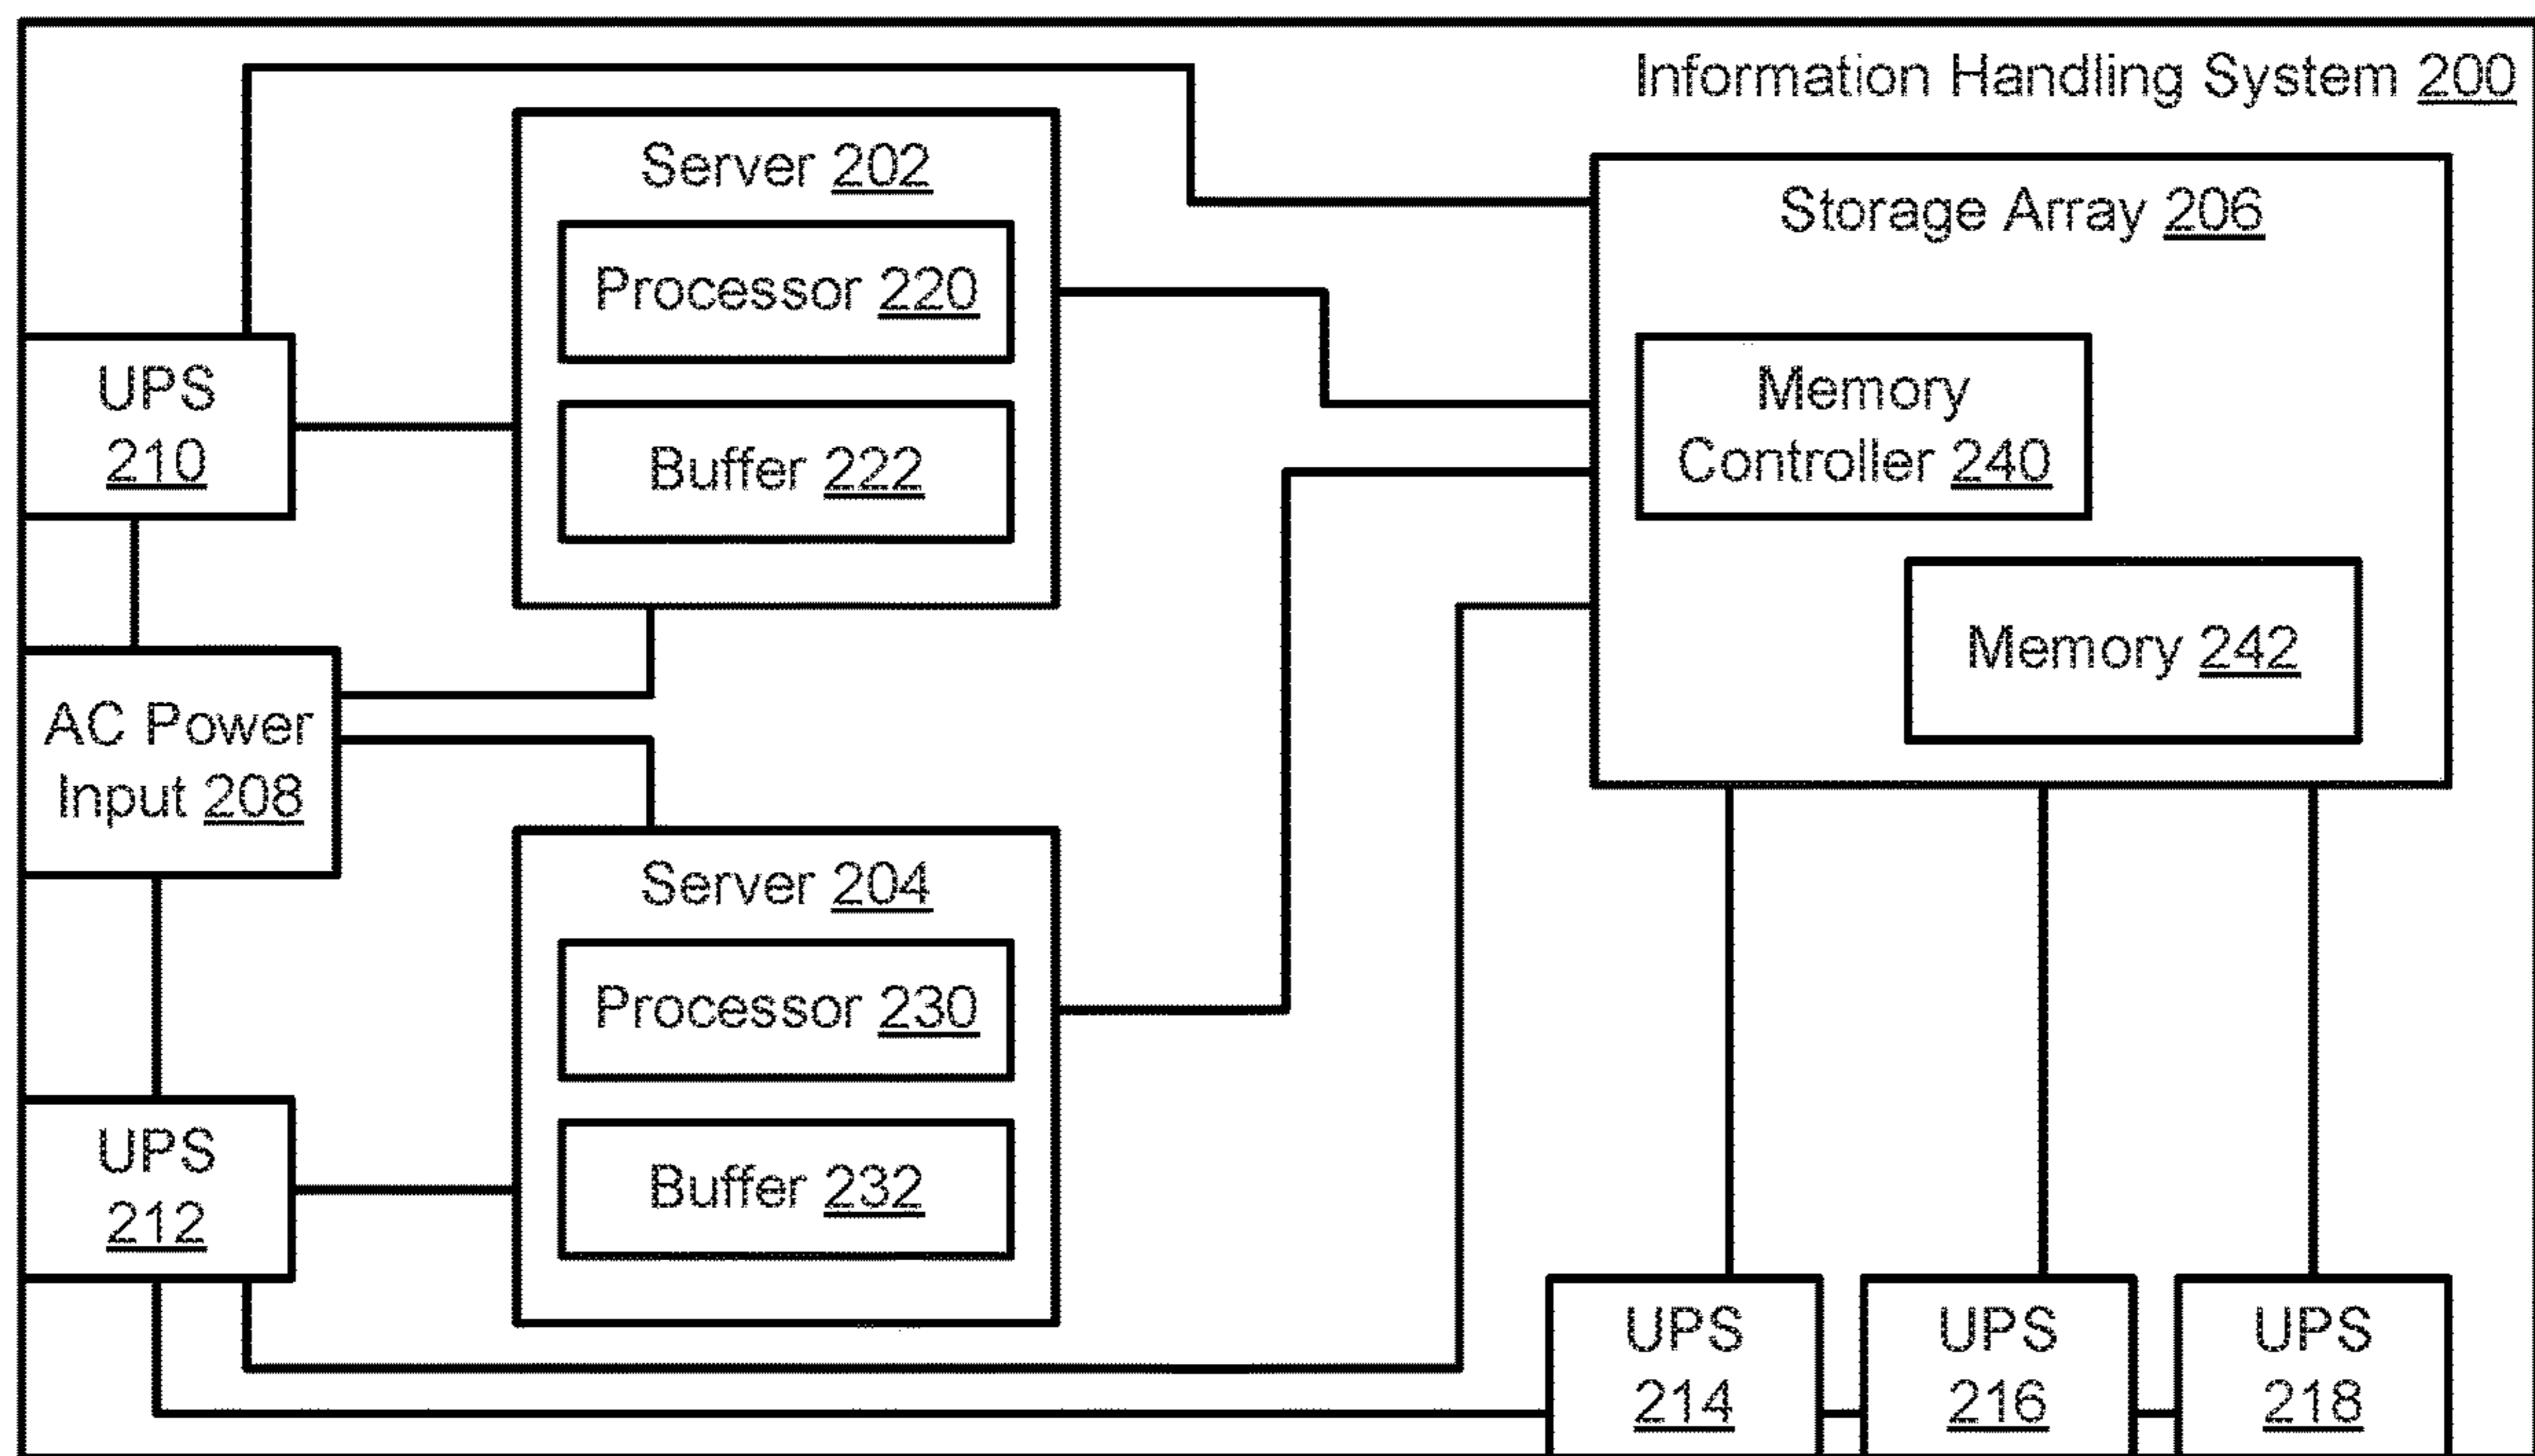 Information Handling System 200
Server 202
Processor 220
Buffer 222
Storage Array 206
Memory
Controller 240
Memory 242
UPS
210
AC Power
Input 208
Server 204
Processor 230
Buffer 232
UPS
212
UPS
214
UPS
216
UPS
218